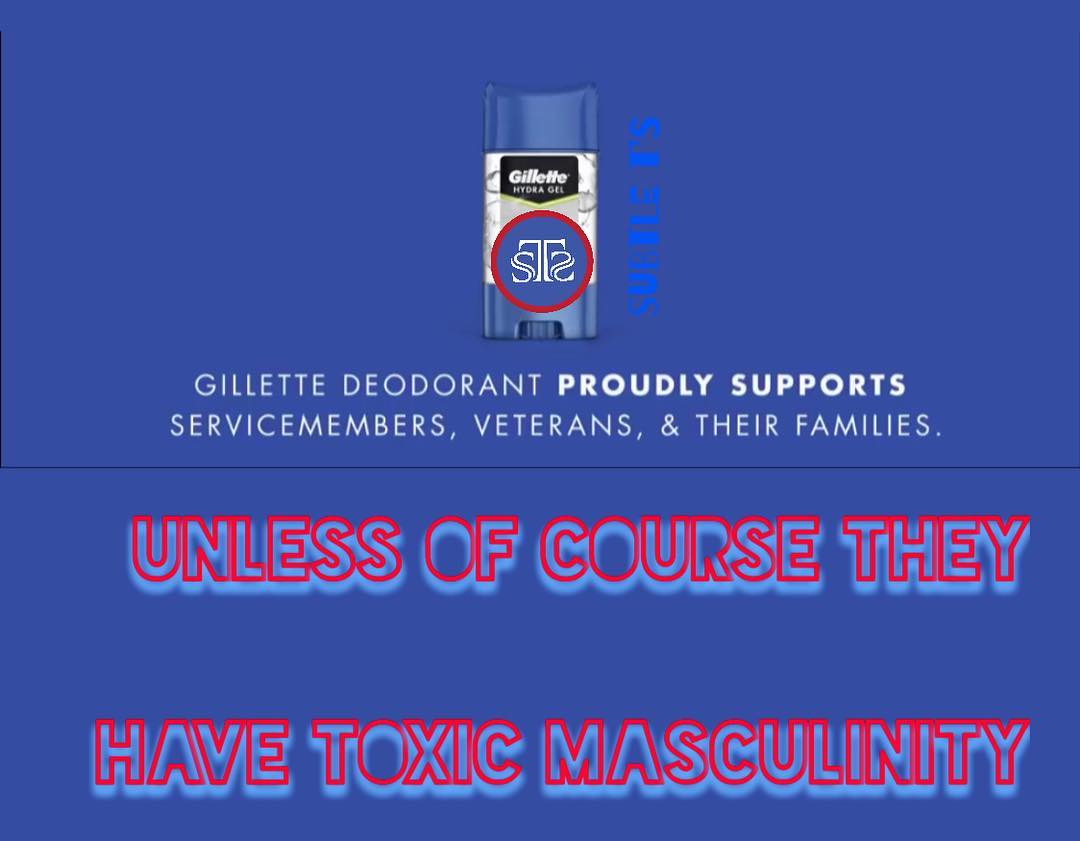 Gillette
HYDRA GEL
STS
SUBTLE T'S
GILLETTE DEODORANT PROUDLY SUPPORTS
SERVICEMEMBERS, VETERANS, & THEIR FAMILIES.
UNLESS OF COURSE THEY
HAVE TOXIC MASCULINITY